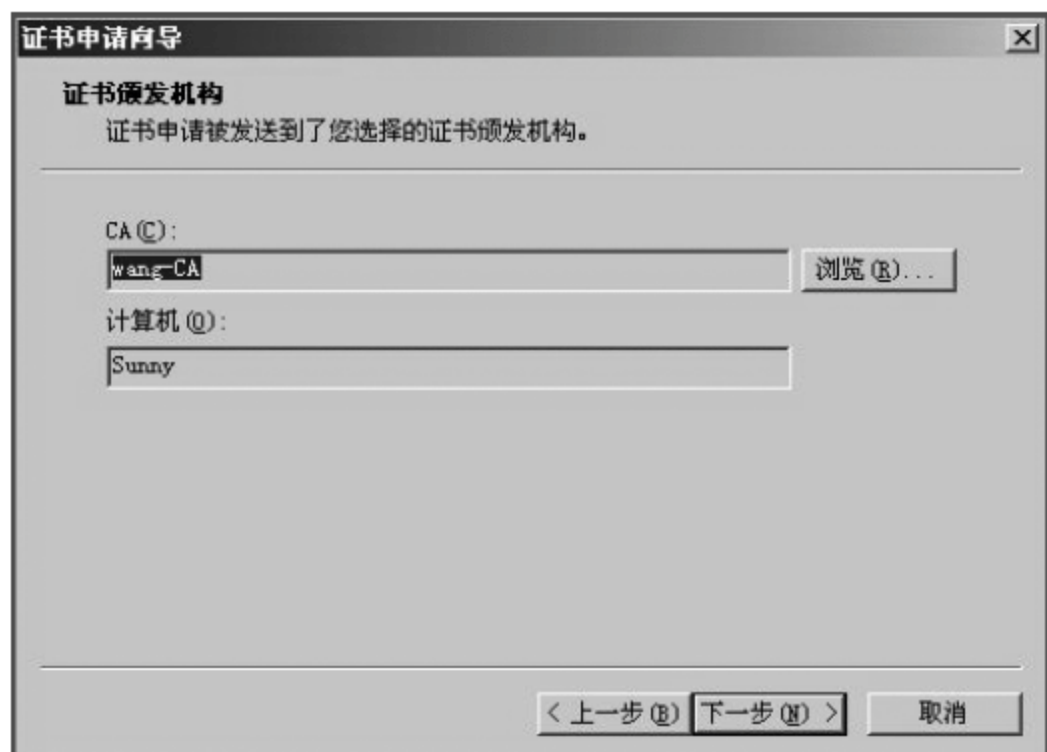 证书申请向导
证书颁发机构
证书申请被发送到了您选择的证书颁发机构。
CA(C):
wang-CA
浏览(R)...
计算机(O):
Sunny
< 上一步(B) 下一步(N) > 取消